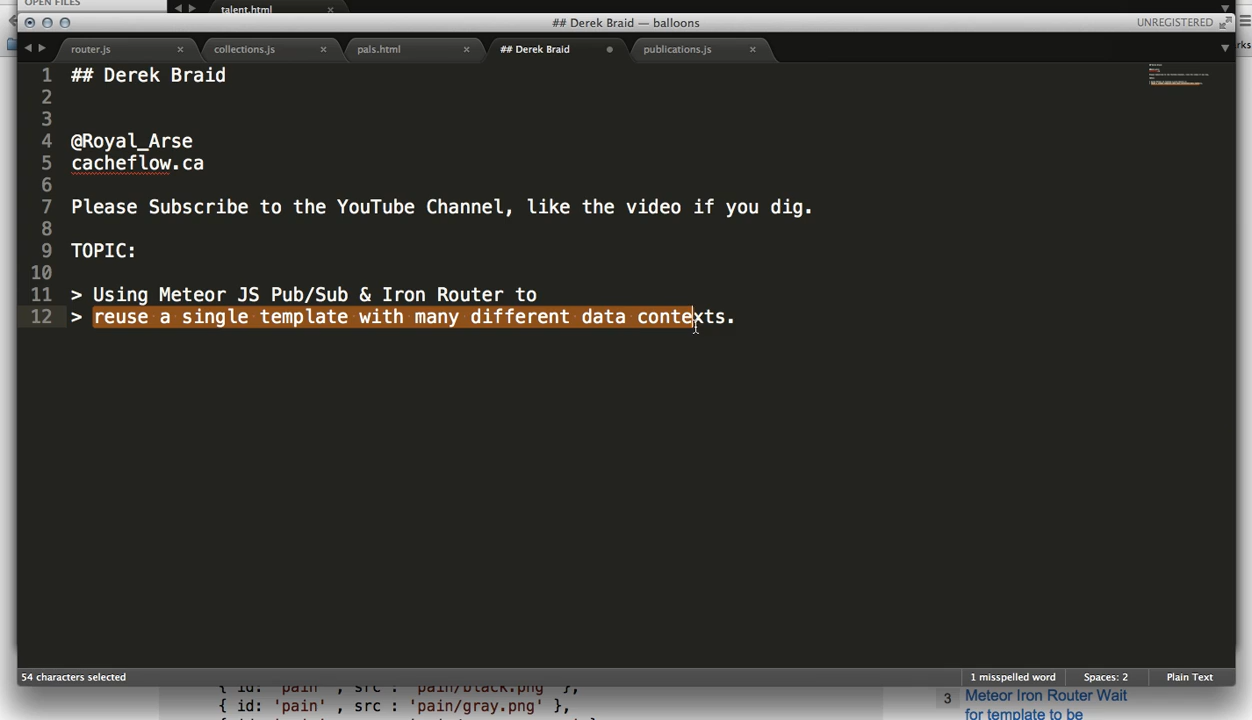 OPEN FILES
talent.html
## Derek Braid — balloons
UNREGISTERED
router.js
collections.js
pals.html
## Derek Braid
publications.js
rks
1 ## Derek Braid
2
3
4 @Royal_Arse
5 cacheflow.ca
6
7 Please Subscribe to the YouTube Channel, like the video if you dig.
8
9 TOPIC:
10
11 > Using Meteor JS Pub/Sub & Iron Router to
12 > reuse a single template with many different data contexts.
54 characters selected
1 misspelled word
Spaces: 2
Plain Text
{ id: 'pain' , src : 'pain/black.png' },
{ id: 'pain' , src : 'pain/gray.png' },
3 Meteor Iron Router Wait
for template to be